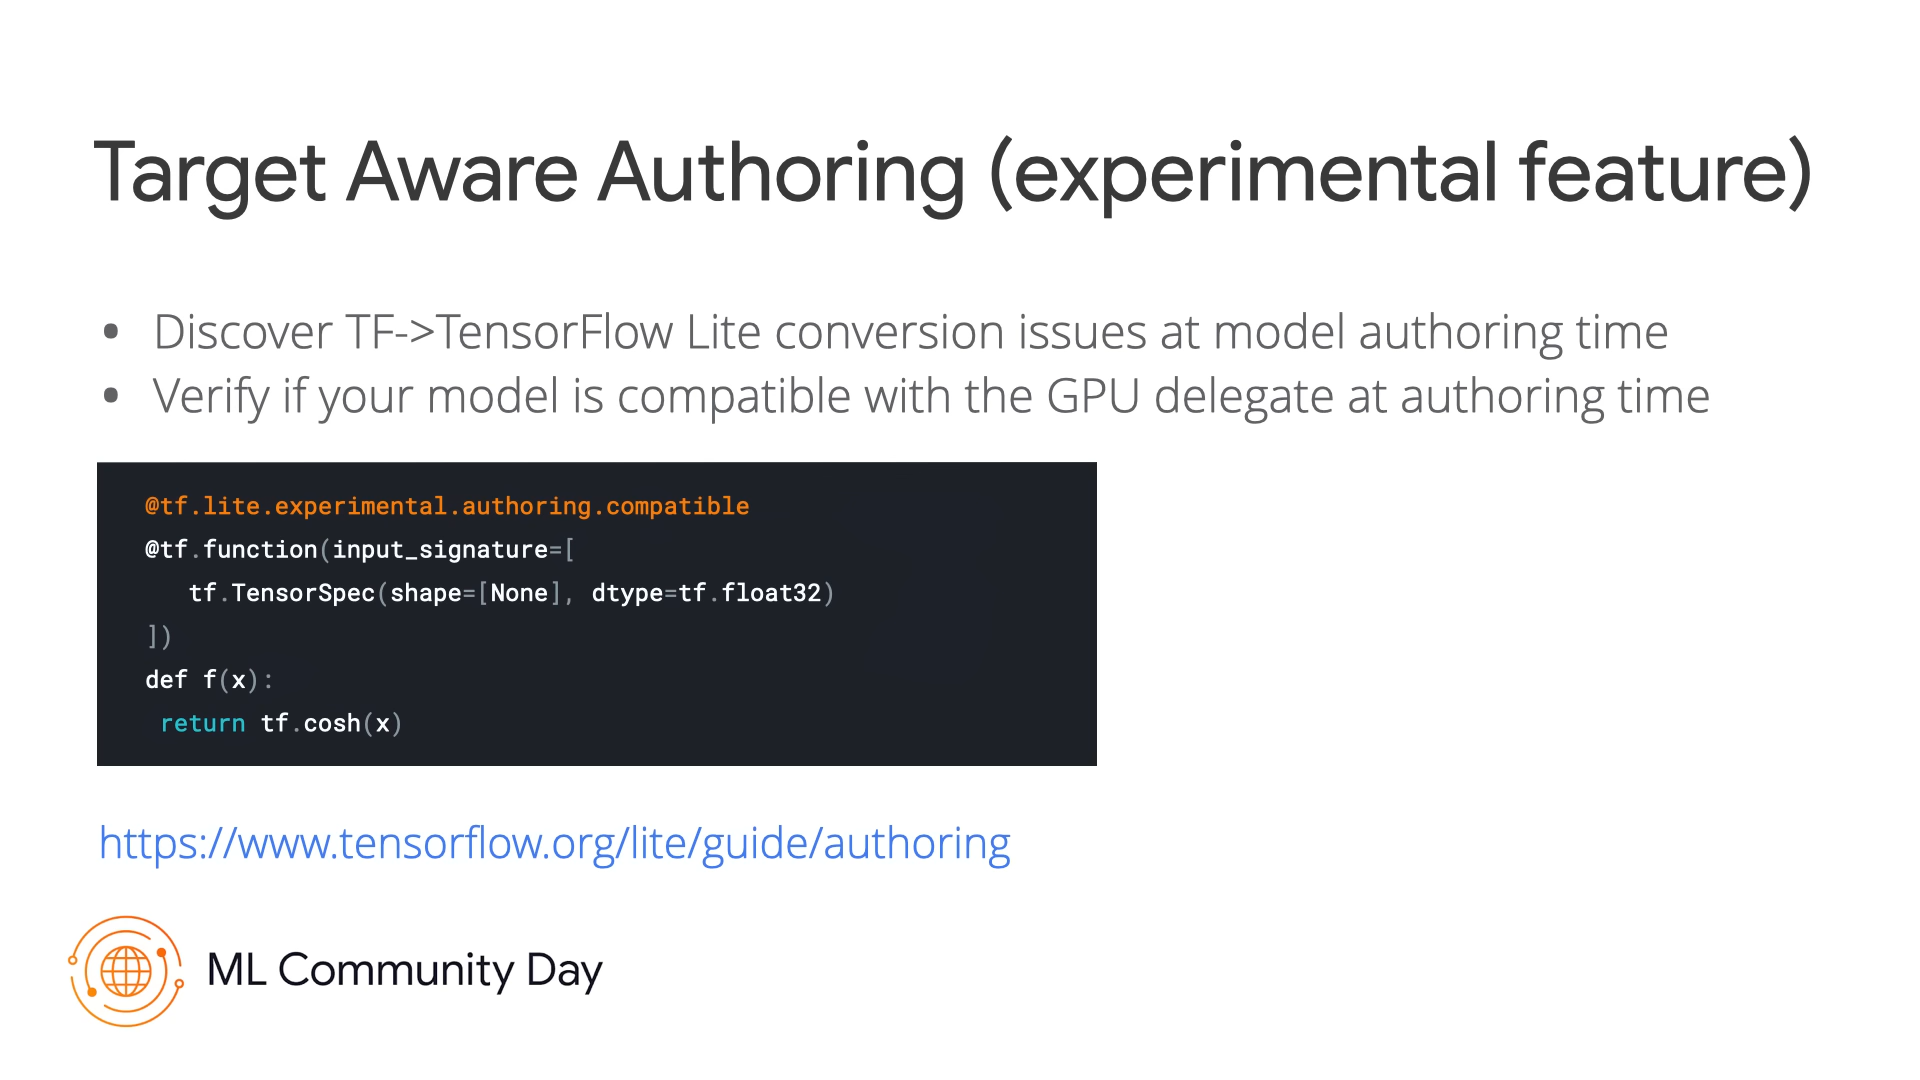 Target Aware Authoring (experimental feature)
• Discover TF->TensorFlow Lite conversion issues at model authoring time
• Verify if your model is compatible with the GPU delegate at authoring time
@tf.lite.experimental.authoring.compatible
@tf.function(input_signature=[
   tf.TensorSpec(shape=[None], dtype=tf.float32)
])
def f(x):
 return tf.cosh(x)
https://www.tensorflow.org/lite/guide/authoring
ML Community Day